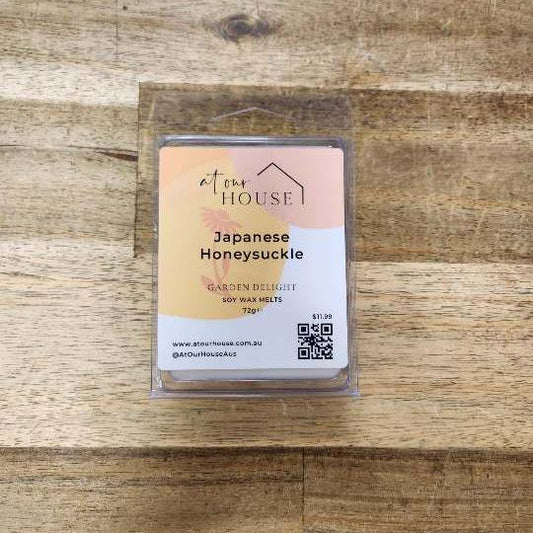 at our
HOUSE
Japanese
Honeysuckle
GARDEN DELIGHT
SOY WAX MELTS
72g
$11.99
www.atourhouse.com.au
@AtOurHouseAus